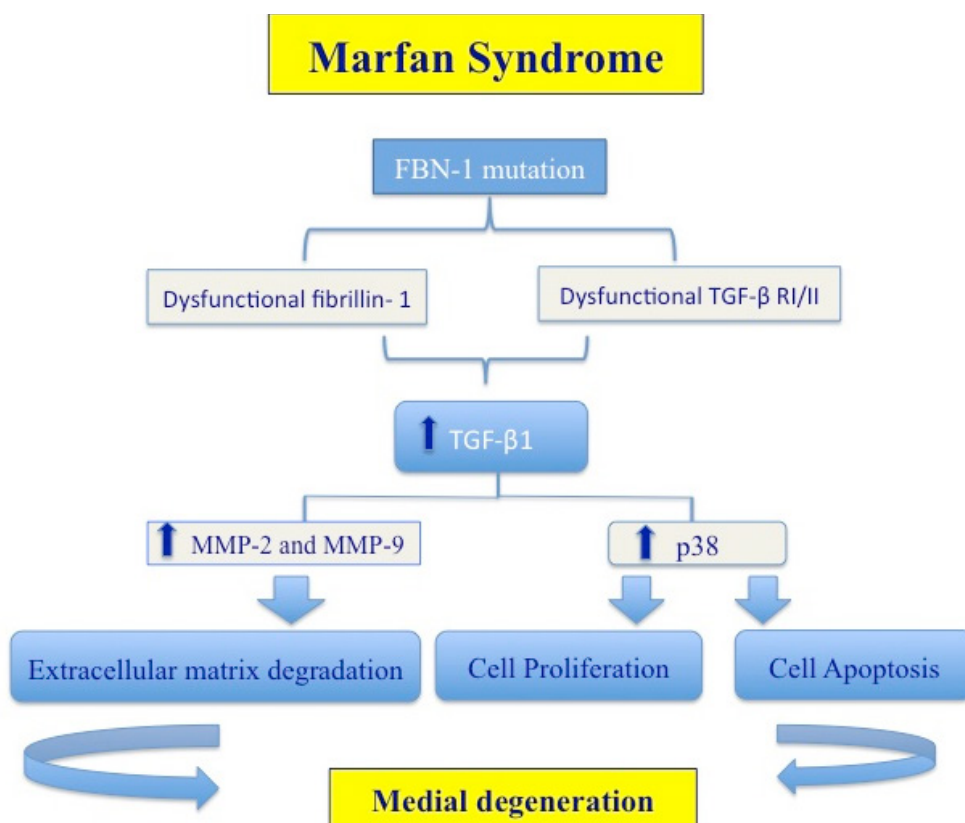 Marfan Syndrome
FBN-1 mutation
Dysfunctional fibrillin- 1
Dysfunctional TGF-β RI/II
TGF-β1
MMP-2 and MMP-9
p38
Extracellular matrix degradation
Cell Proliferation
Cell Apoptosis
Medial degeneration